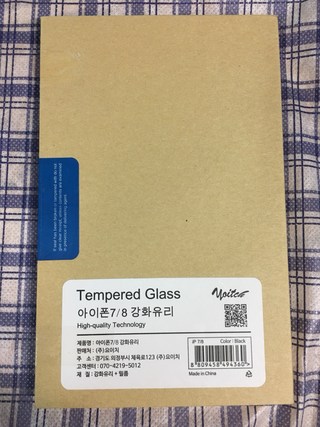 Tempered Glass
아이폰7/8 강화유리
High-quality Technology
Yoitch
제품명 : 아이폰7/8 강화유리
판매처 : (주)요이치
주 소 : 경기도 의정부시 체육로123 (주)요이치
고객센터 : 070-4219-5012
재 질 : 강화유리 + 필름
IP 7/8
Color : Black
8 809438 494360 >
Made in China